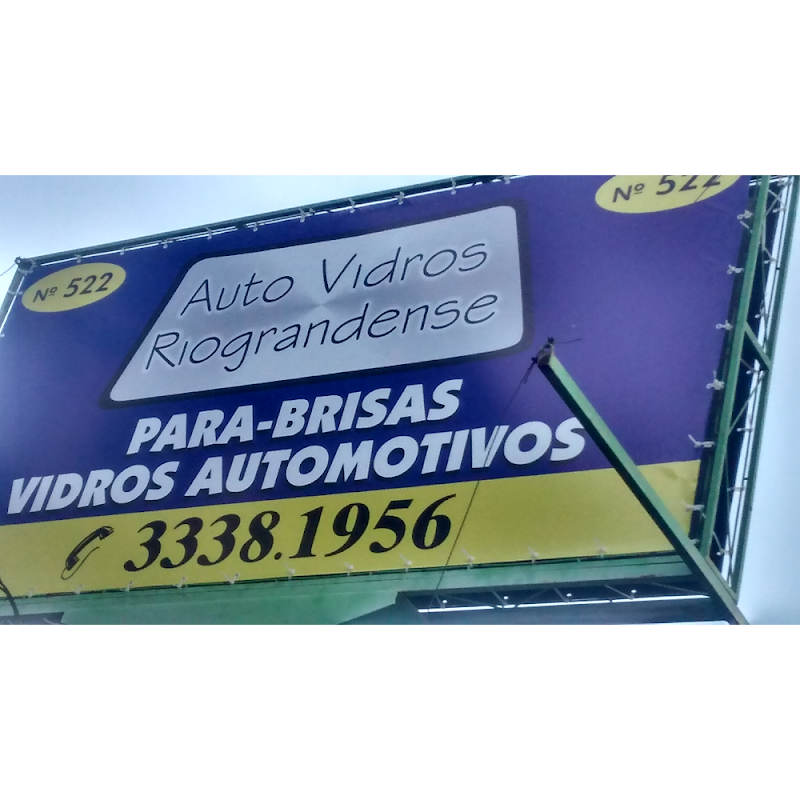 Nº 522
Nº 522
Auto Vidros
Riograndense
PARA-BRISAS
VIDROS AUTOMOTIVOS
3338.1956